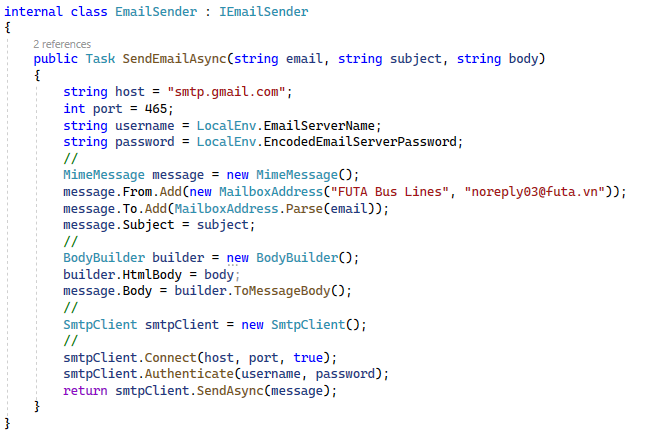 internal class EmailSender : IEmailSender
{
2 references
public Task SendEmailAsync(string email, string subject, string body)
{
string host = "smtp.gmail.com";
int port = 465;
string username = LocalEnv.EmailServerName;
string password = LocalEnv.EncodedEmailServerPassword;
//
MimeMessage message = new MimeMessage();
message.From.Add(new MailboxAddress("FUTA Bus Lines", "noreply03@futa.vn"));
message.To.Add(MailboxAddress.Parse(email));
message.Subject = subject;
//
BodyBuilder builder = new BodyBuilder();
builder.HtmlBody = body;
message.Body = builder.ToMessageBody();
//
SmtpClient smtpClient = new SmtpClient();
//
smtpClient.Connect(host, port, true);
smtpClient.Authenticate(username, password);
return smtpClient.SendAsync(message);
}
}